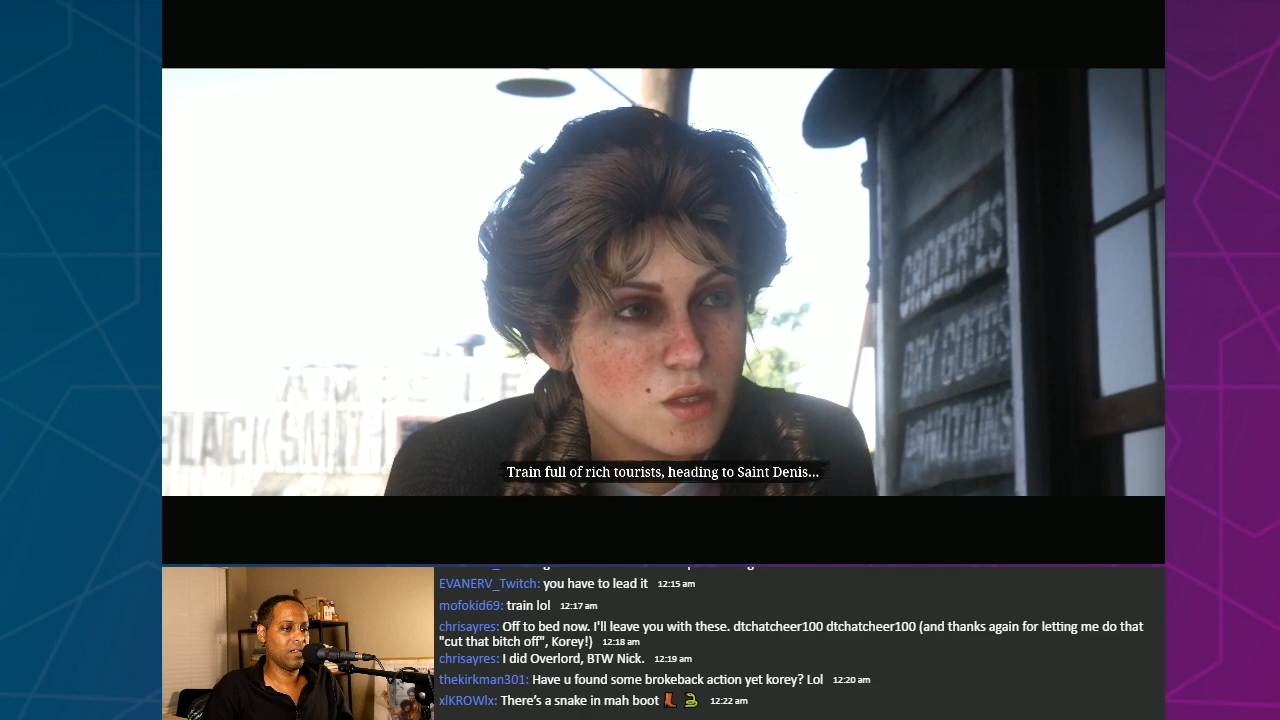 GROCERIES
DRY GOODS
NOTIONS
BLACKSMITH
Train full of rich tourists, heading to Saint Denis...
EVANERV_Twitch: you have to lead it 12:15 am
mofokid69: train lol 12:17 am
chrisayres: Off to bed now. I'll leave you with these. dtchatcheer100 dtchatcheer100 (and thanks again for letting me do that
"cut that bitch off", Korey!) 12:18 am
chrisayres: I did Overlord, BTW Nick. 12:19 am
thekirkman301: Have u found some brokeback action yet korey? Lol 12:20 am
xlKROWlx: There's a snake in mah boot 👢 🐍 12:22 am